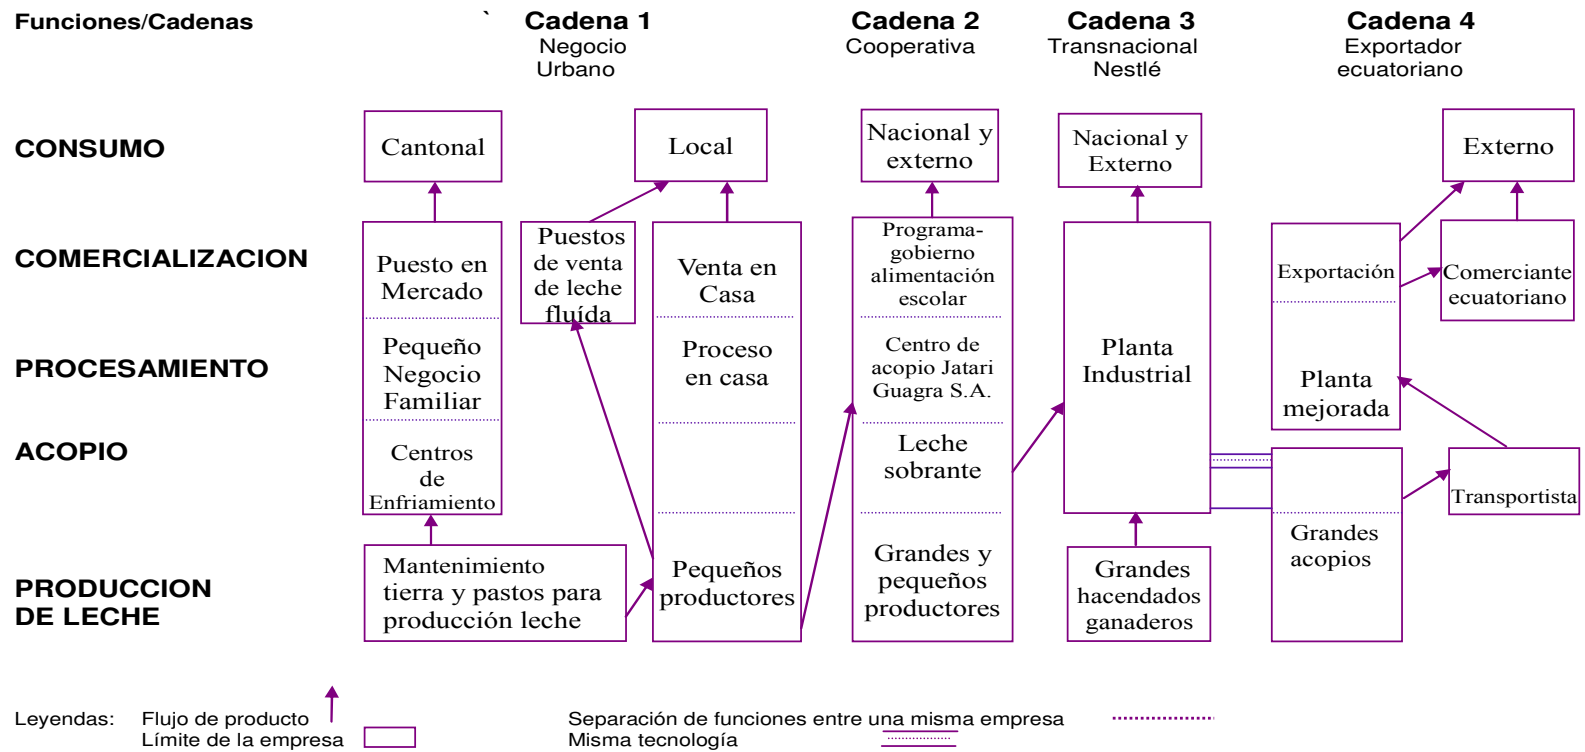 Funciones/Cadenas
`
Cadena 1
Negocio
Urbano
Cadena 2
Cooperativa
Cadena 3
Transnacional
Nestlé
Cadena 4
Exportador
ecuatoriano
CONSUMO
Cantonal
Local
Nacional y
externo
Nacional y
Externo
Externo
COMERCIALIZACION
Puesto en
Mercado
Puestos
de venta
de leche
fluída
Venta en
Casa
Programa-
gobierno
alimentación
escolar
Exportación
Comerciante
ecuatoriano
PROCESAMIENTO
Pequeño
Negocio
Familiar
Proceso
en casa
Centro de
acopio Jatari
Guagra S.A.
Planta
Industrial
Planta
mejorada
ACOPIO
Centros
de
Enfriamiento
Leche
sobrante
Transportista
PRODUCCION
DE LECHE
Mantenimiento
tierra y pastos para
producción leche
Pequeños
productores
Grandes y
pequeños
productores
Grandes
hacendados
ganaderos
Grandes
acopios
Leyendas:
Flujo de producto
Límite de la empresa
Separación de funciones entre una misma empresa
Misma tecnología